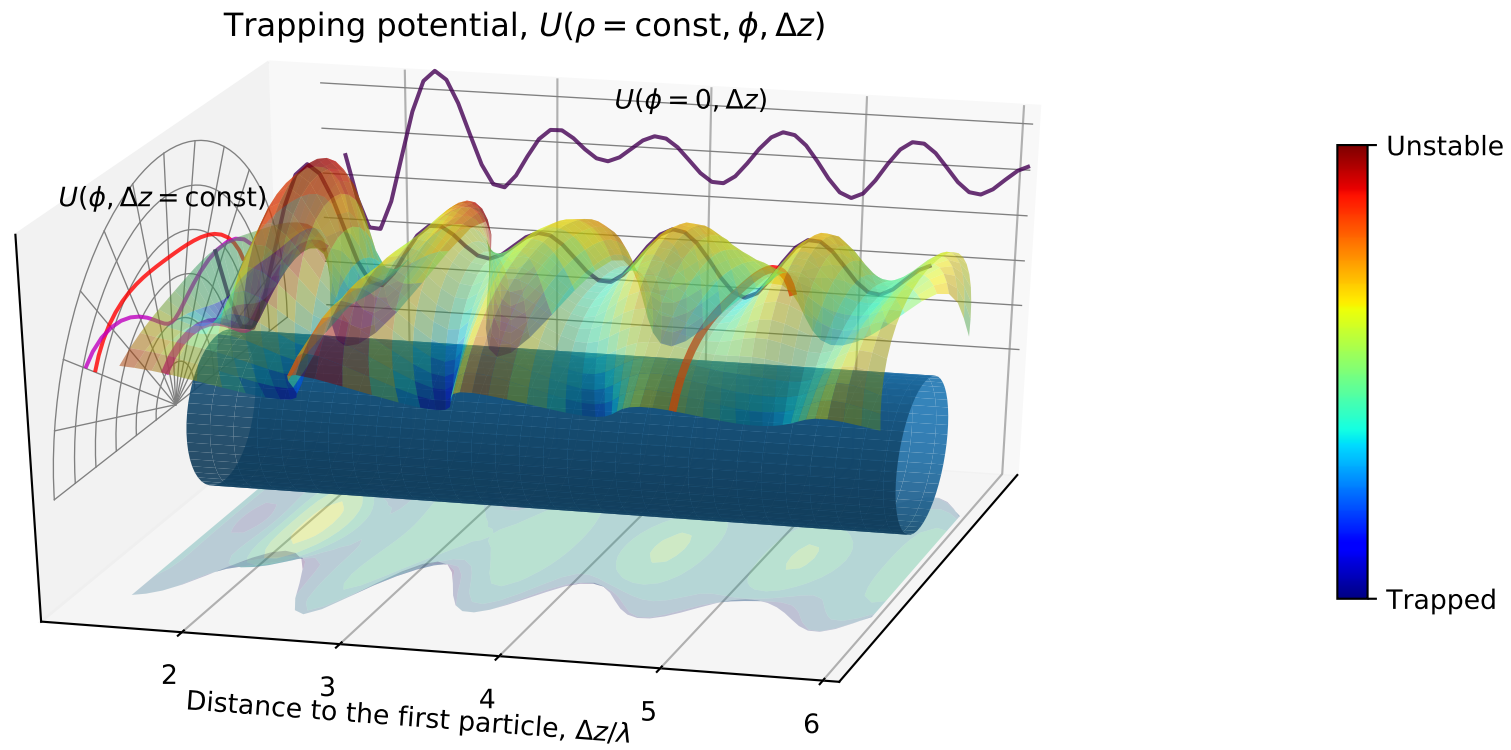 Trapping potential, U(ρ = const, ϕ, Δz)
U(ϕ = 0, Δz)
U(ϕ, Δz = const)
Unstable
Trapped
2
3
4
5
6
Distance to the first particle, Δz/λ